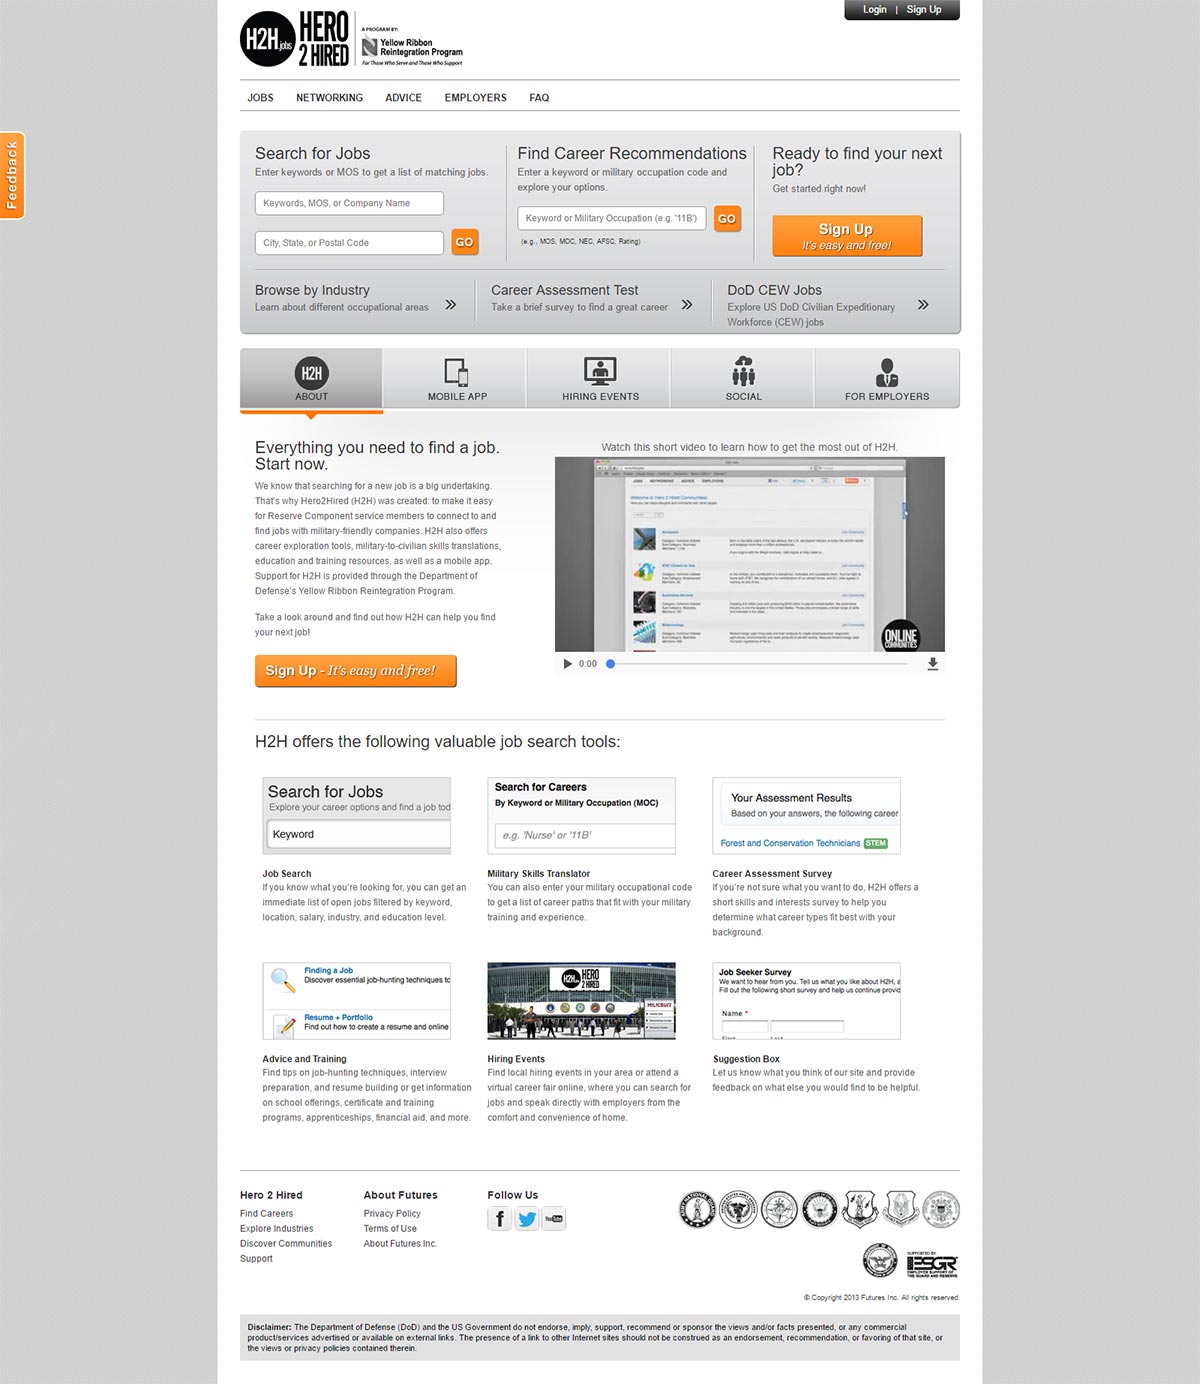 Login | Sign Up
H2H.jobs
HERO
2 HIRED
A PROGRAM BY:
Yellow Ribbon
Reintegration Program
For Those Who Serve and Those Who Support
JOBS NETWORKING ADVICE EMPLOYERS FAQ
Feedback
Search for Jobs
Enter keywords or MOS to get a list of matching jobs.
Keywords, MOS, or Company Name
City, State, or Postal Code
GO
Find Career Recommendations
Enter a keyword or military occupation code and
explore your options.
Keyword or Military Occupation (e.g. '11B')
GO
(e.g., MOS, MOC, NEC, AFSC, Rating)
Ready to find your next
job?
Get started right now!
Sign Up
It's easy and free!
Browse by Industry
Learn about different occupational areas
Career Assessment Test
Take a brief survey to find a great career
DoD CEW Jobs
Explore US DoD Civilian Expeditionary
Workforce (CEW) jobs
H2H
ABOUT
MOBILE APP
HIRING EVENTS
SOCIAL
FOR EMPLOYERS
Everything you need to find a job.
Start now.
We know that searching for a new job is a big undertaking.
That's why Hero2Hired (H2H) was created: to make it easy
for Reserve Component service members to connect to and
find jobs with military-friendly companies. H2H also offers
career exploration tools, military-to-civilian skills translations,
education and training resources, as well as a mobile app.
Support for H2H is provided through the Department of
Defense's Yellow Ribbon Reintegration Program.
Take a look around and find out how H2H can help you find
your next job!
Sign Up - It's easy and free!
Watch this short video to learn how to get the most out of H2H.
JOBS NETWORKING ADVICE EMPLOYERS
Welcome to Hero 2 Hired Communities!
ONLINE
COMMUNITIES
0:00
H2H offers the following valuable job search tools:
Search for Jobs
Explore your career options and find a job tod
Keyword
Job Search
If you know what you're looking for, you can get an
immediate list of open jobs filtered by keyword,
location, salary, industry, and education level.
Search for Careers
By Keyword or Military Occupation (MOC)
e.g. 'Nurse' or '11B'
Military Skills Translator
You can also enter your military occupational code
to get a list of career paths that fit with your military
training and experience.
Your Assessment Results
Based on your answers, the following career
Forest and Conservation Technicians STEM
Career Assessment Survey
If you're not sure what you want to do, H2H offers a
short skills and interests survey to help you
determine what career types fit best with your
background.
Finding a Job
Discover essential job-hunting techniques to
Resume + Portfolio
Find out how to create a resume and online
Advice and Training
Find tips on job-hunting techniques, interview
preparation, and resume building or get information
on school offerings, certificate and training
programs, apprenticeships, financial aid, and more.
H2H
HERO
2 HIRED
MILICRUIT
Hiring Events
Find local hiring events in your area or attend a
virtual career fair online, where you can search for
jobs and speak directly with employers from the
comfort and convenience of home.
Job Seeker Survey
We want to hear from you. Tell us what you like about H2H, a
Fill out the following short survey and help us continue provid
Name *
First Last
Suggestion Box
Let us know what you think of our site and provide
feedback on what else you would find to be helpful.
Hero 2 Hired
Find Careers
Explore Industries
Discover Communities
Support
About Futures
Privacy Policy
Terms of Use
About Futures Inc.
Follow Us
You Tube
SUPPORTED BY:
ESGR
EMPLOYER SUPPORT OF
THE GUARD AND RESERVE
© Copyright 2013 Futures Inc. All rights reserved.
Disclaimer: The Department of Defense (DoD) and the US Government do not endorse, imply, support, recommend or sponsor the views and/or facts presented, or any commercial
product/services advertised or available on external links. The presence of a link to other Internet sites should not be construed as an endorsement, recommendation, or favoring of that site, or
the views or privacy policies contained therein.